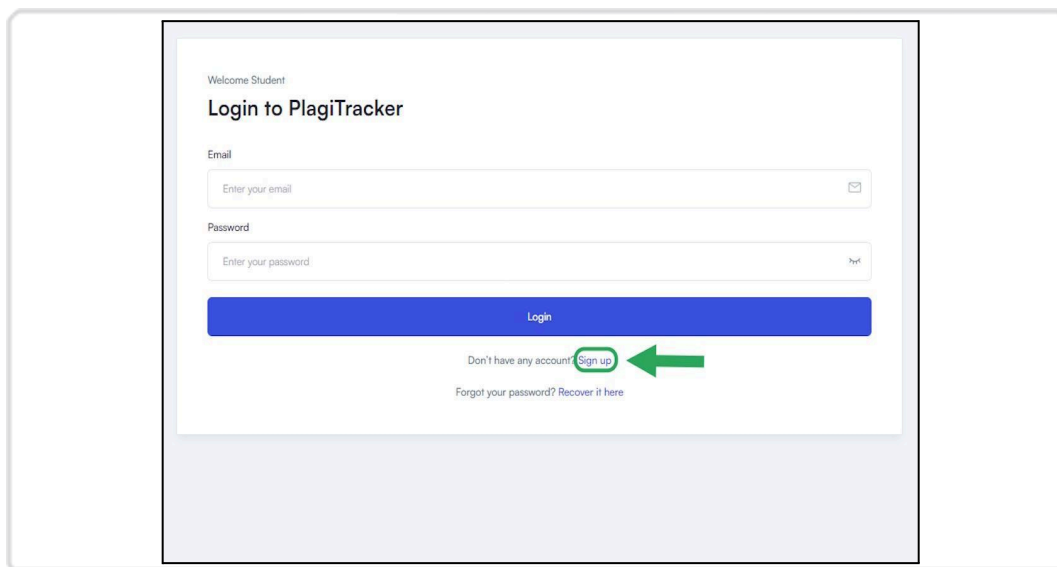 Welcome Student
Login to PlagiTracker
Email
Enter your email
Password
Enter your password
Login
Don't have any account? Sign up
Forgot your password? Recover it here